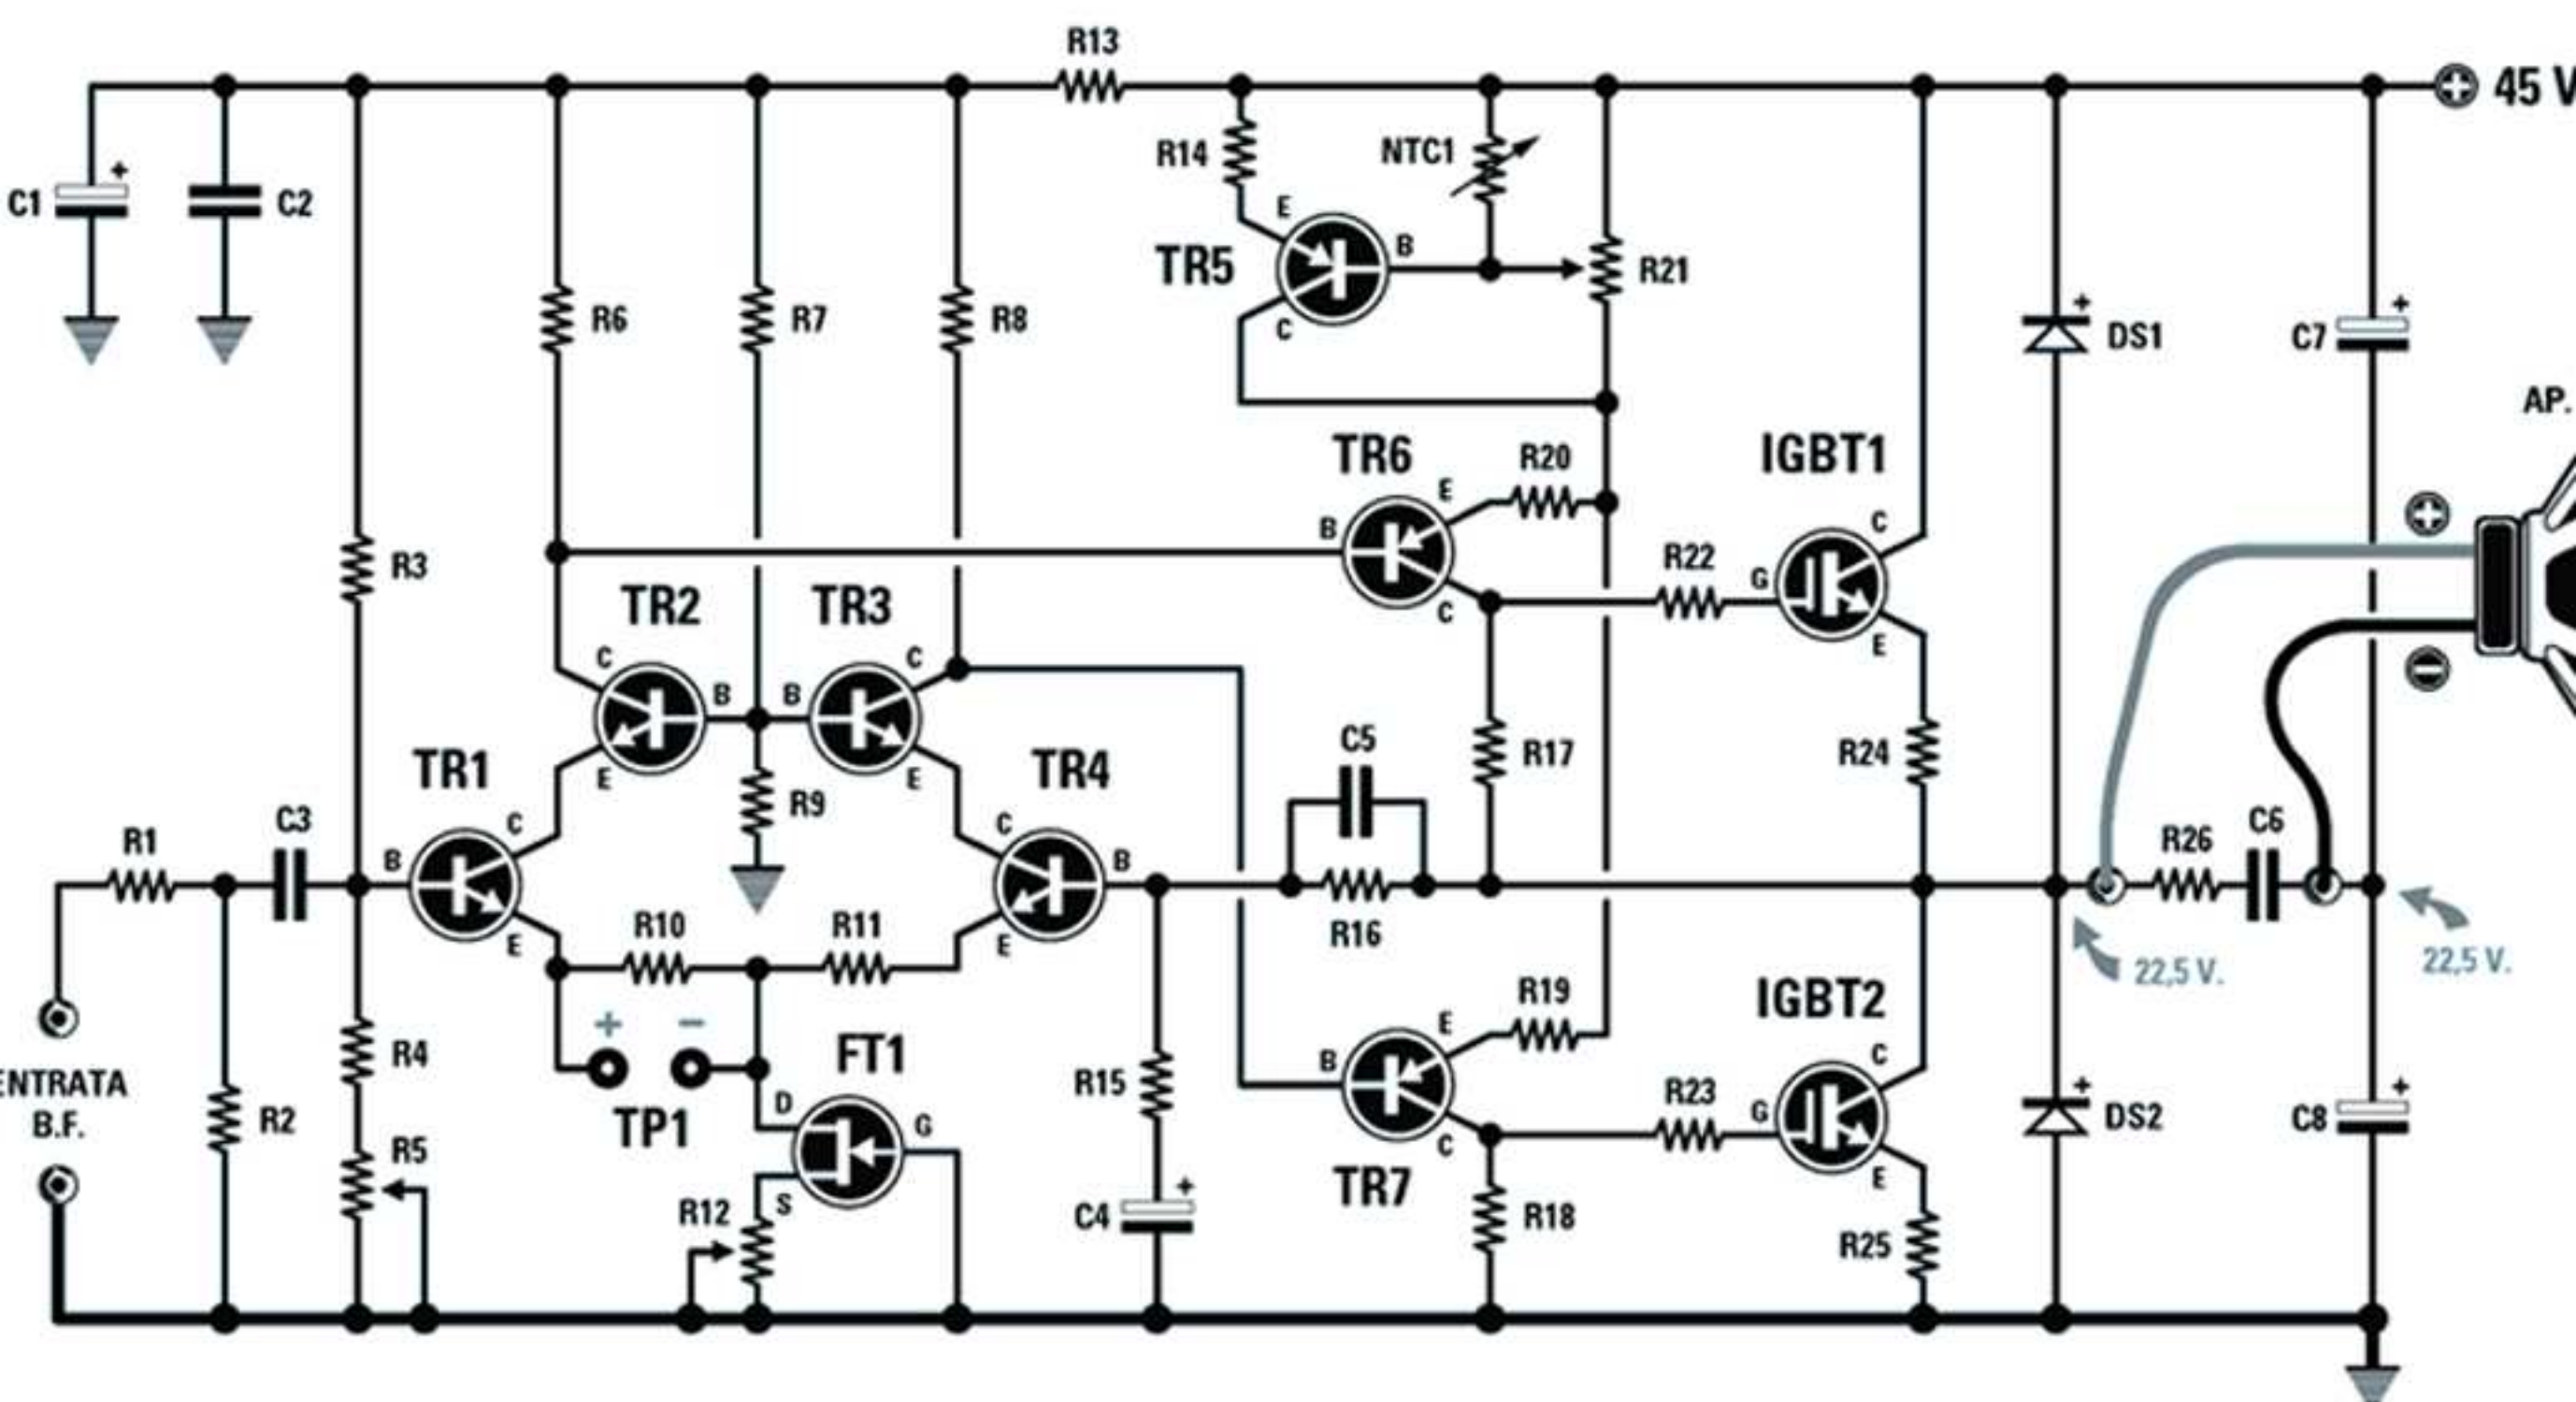 R13
45 V
R14
NTC1
E
C1
+
C2
TR5
B
R21
C
R6
R7
R8
+
DS1
+
C7
AP.
TR6
R20
IGBT1
E
B
C
R3
R22
G
TR2
TR3
C
E
C
C
B
B
C5
R17
R24
TR1
E
E
TR4
R9
R1
C3
C
C
R26
C6
B
B
E
R10
R11
E
R16
22,5 V.
22,5 V.
R19
IGBT2
+
−
FT1
E
ENTRATA
B.F.
R4
B
C
R2
TP1
D
G
R15
R23
G
+
DS2
+
C8
R5
C
TR7
E
R12
S
C4
+
R18
R25